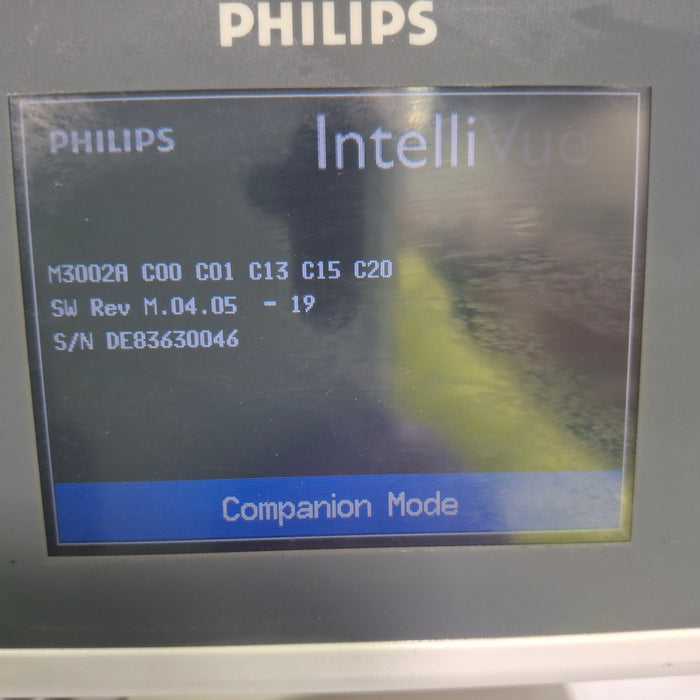 PHILIPS
PHILIPS IntelliVue
M3002A C00 C01 C13 C15 C20
SW Rev M.04.05 - 19
S/N DE83630046
Companion Mode